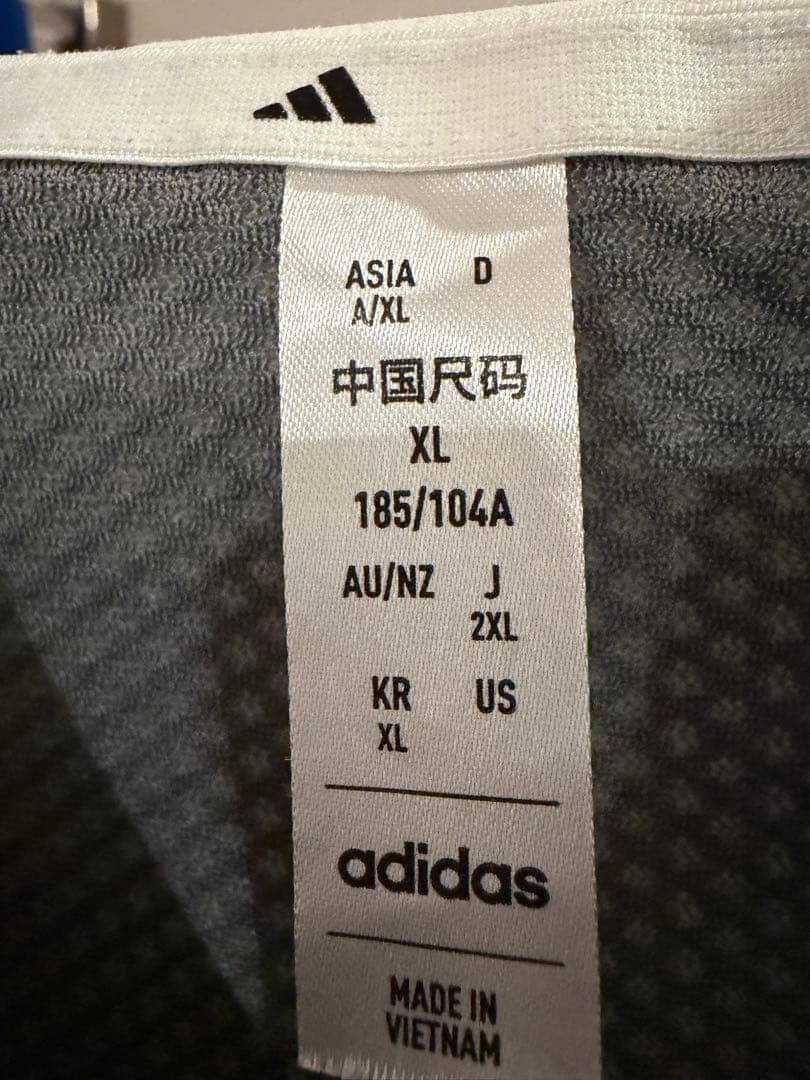 ASIA D
A/XL
中国尺码
XL
185/104A
AU/NZ J
2XL
KR US
XL
adidas
MADE IN
VIETNAM